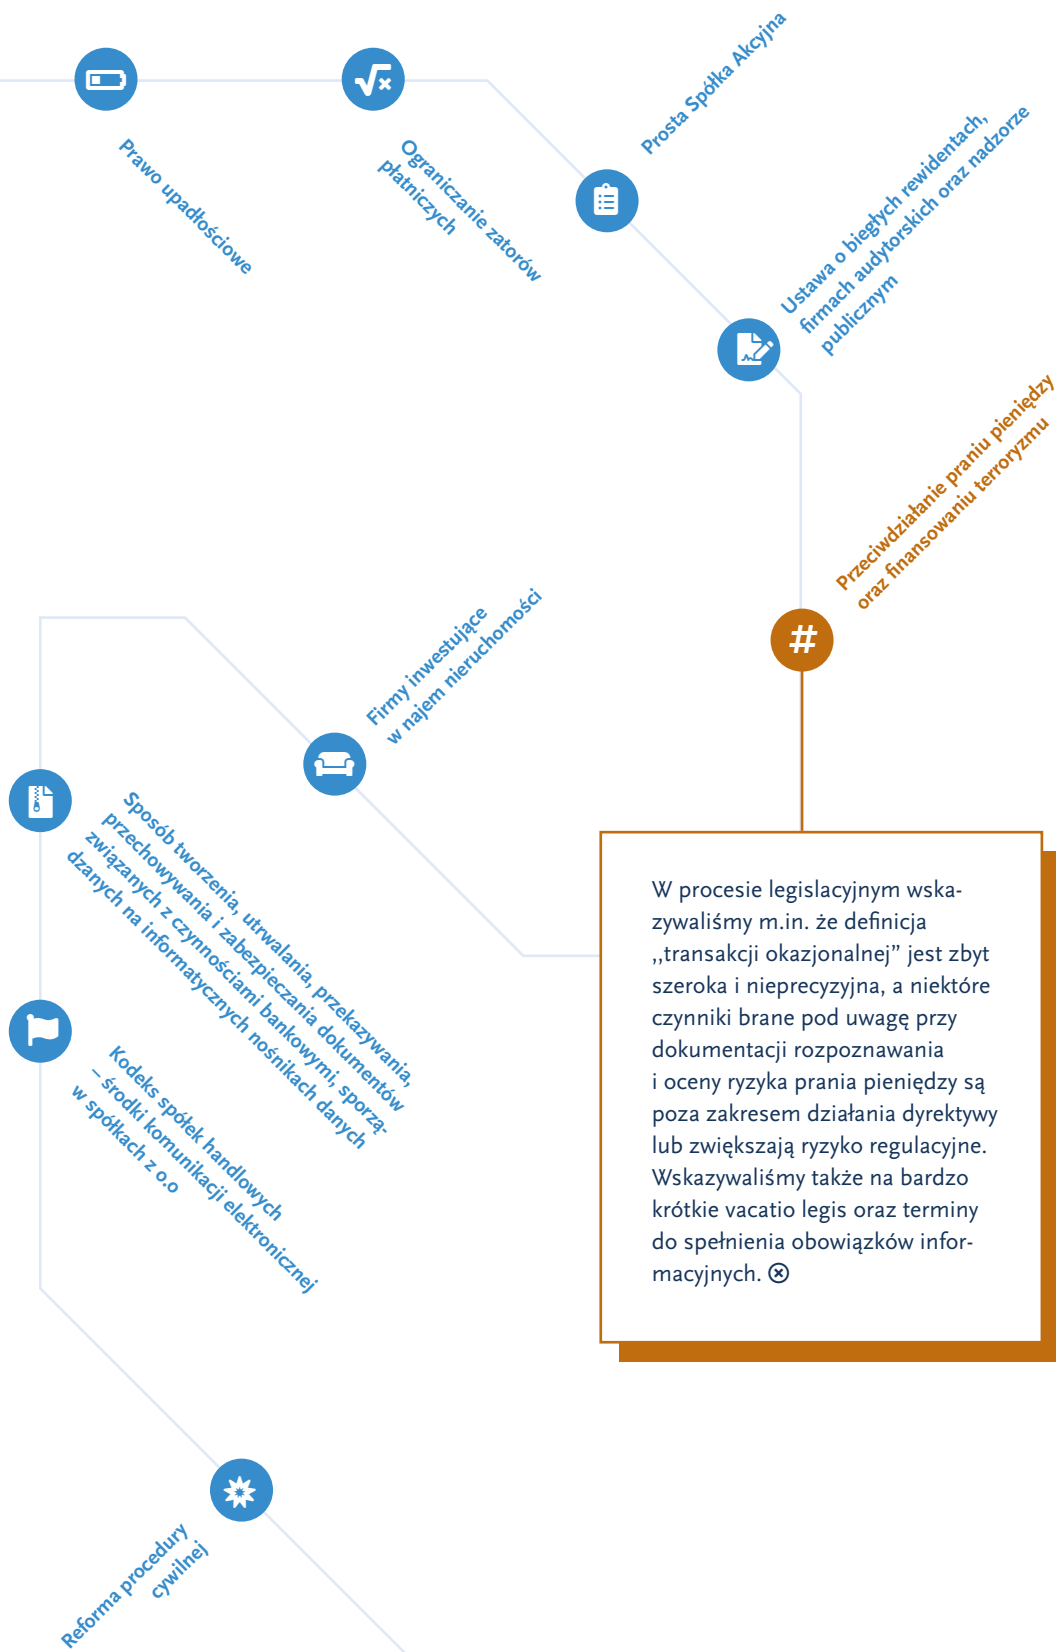 Prawo upadłościowe
Ograniczanie zatorów
płatniczych
Prosta Spółka Akcyjna
Ustawa o biegłych rewidentach,
firmach audytorskich oraz nadzorze
publicznym
Przeciwdziałanie praniu pieniędzy
oraz finansowaniu terroryzmu
#
W procesie legislacyjnym wska-
zywaliśmy m.in. że definicja
,,transakcji okazjonalnej” jest zbyt
szeroka i nieprecyzyjna, a niektóre
czynniki brane pod uwagę przy
dokumentacji rozpoznawania
i oceny ryzyka prania pieniędzy są
poza zakresem działania dyrektywy
lub zwiększają ryzyko regulacyjne.
Wskazywaliśmy także na bardzo
krótkie vacatio legis oraz terminy
do spełnienia obowiązków infor-
macyjnych.
Firmy inwestujące
w najem nieruchomości
Sposób tworzenia, utrwalania, przekazywania,
przechowywania i zabezpieczania dokumentów
związanych z czynnościami bankowymi, sporzą-
dzanych na informatycznych nośnikach danych
Kodeks spółek handlowych
– środki komunikacji elektronicznej
w spółkach z o.o
Reforma procedury
cywilnej